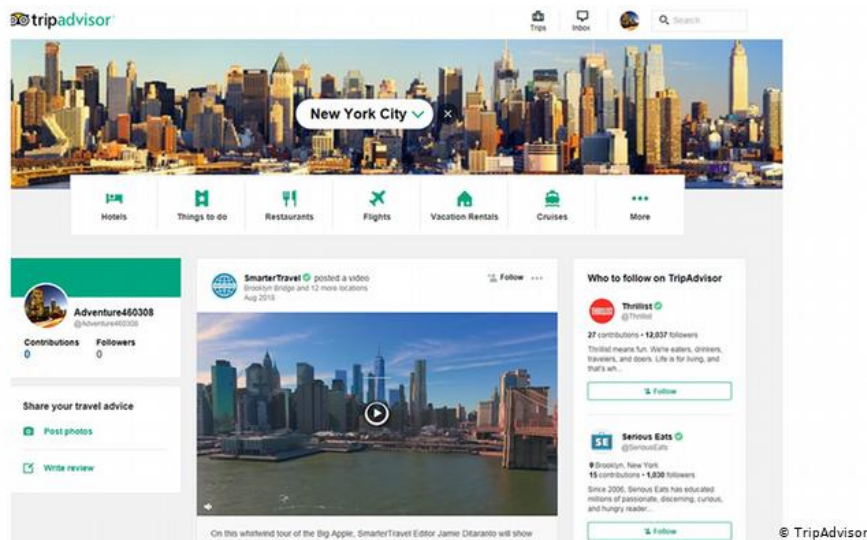 tripadvisor
Trips
Inbox
Search
New York City
Hotels
Things to do
Restaurants
Flights
Vacation Rentals
Cruises
More
Adventure460308
@Adventure460308
Contributions Followers
0 0
Share your travel advice
Post photos
Write review
SmarterTravel posted a video
Brooklyn Bridge and 12 more locations
Aug 2018
Follow
On this whirlwind tour of the Big Apple, SmarterTravel Editor Jamie Ditaranto will show
Who to follow on TripAdvisor
THRILLIST
Thrillist
@Thrillist
27 contributions • 12,037 followers
Thrillist means fun. We're eaters, drinkers,
travelers, and doers. Life is for living, and
that's wh...
Follow
SE
Serious Eats
@SeriousEats
Brooklyn, New York
15 contributions • 1,030 followers
Since 2006, Serious Eats has educated
millions of passionate, discerning, curious,
and hungry reader...
Follow
© TripAdvisor